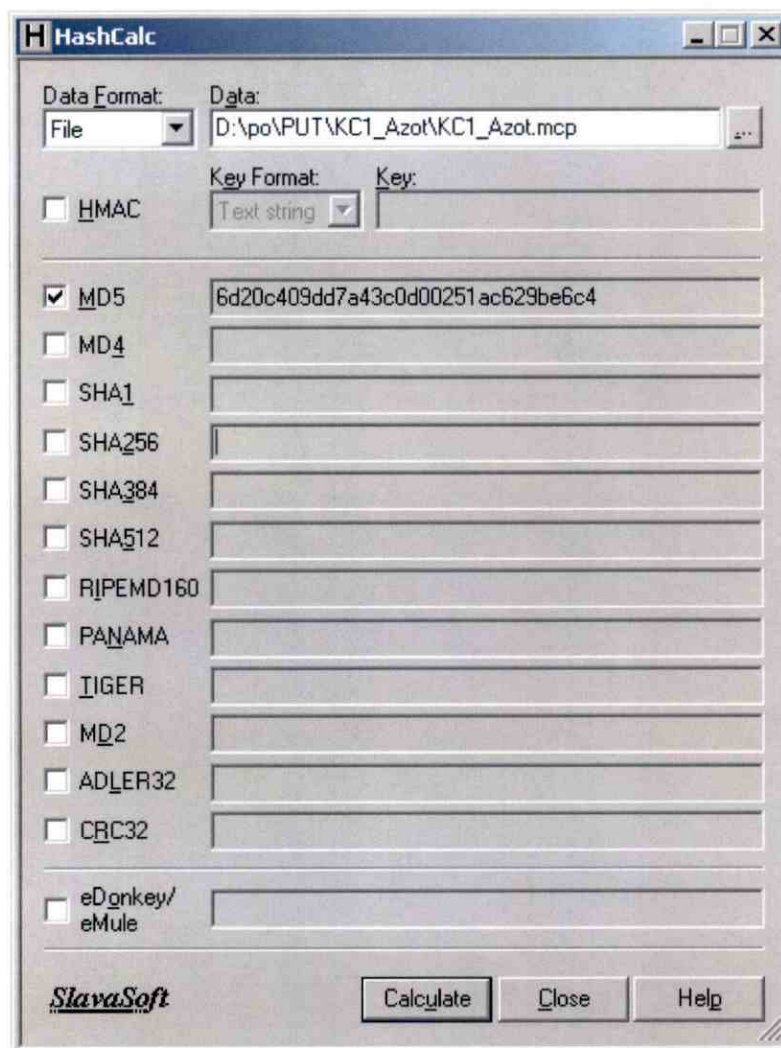 HashCalc
Data Format: Data:
File D:\po\PUT\KC1_Azot\KC1_Azot.mcp ...
Key Format: Key:
HMAC Text string
MD5 6d20c409dd7a43c0d00251ac629be6c4
MD4
SHA1
SHA256
SHA384
SHA512
RIPEMD160
PANAMA
TIGER
MD2
ADLER32
CRC32
eDonkey/
eMule
SlavaSoft Calculate Close Help